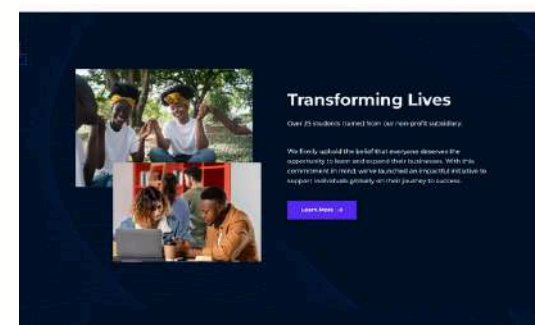 Transforming Lives
Over 25 students trained from our non-profit subsidiary.
We firmly uphold the belief that everyone deserves the
opportunity to learn and expand their businesses. With this
commitment in mind, we've launched an impactful initiative to
support individuals globally on their journey to success.
Learn More →